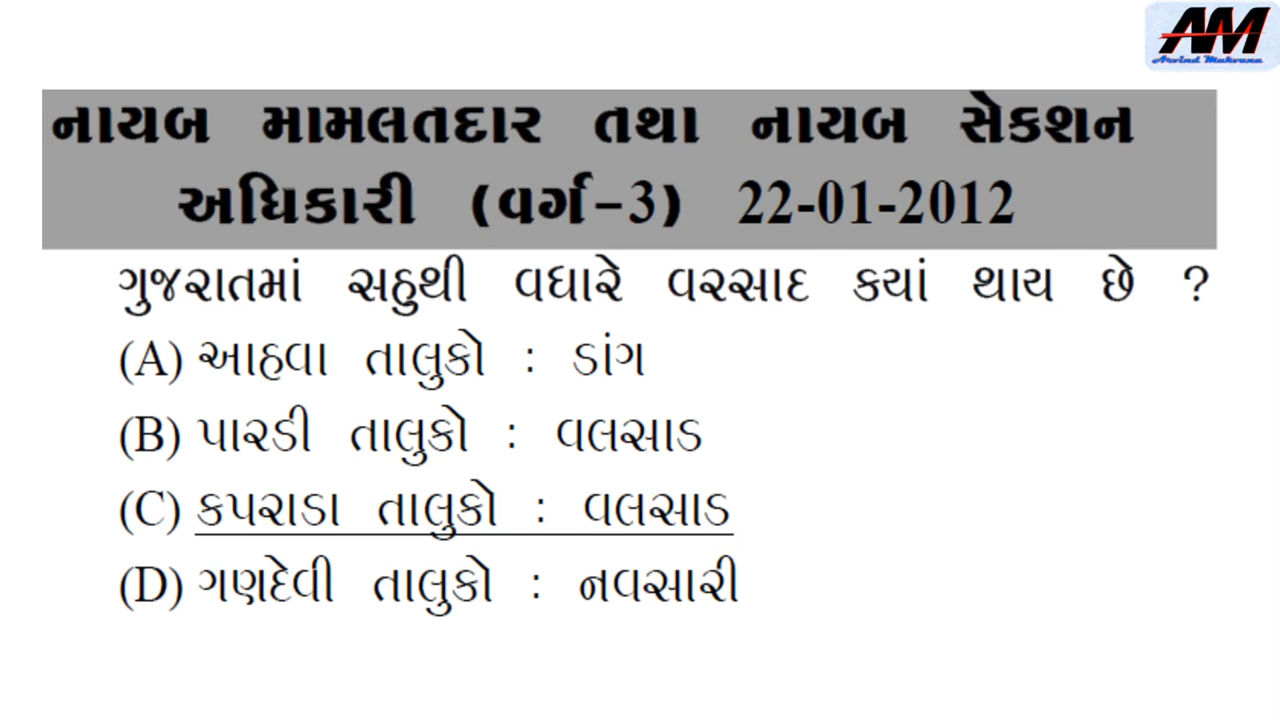 AM
Arvind Makvana
નાયબ મામલતદાર તથા નાયબ સેકશન
અધિકારી (વર્ગ-3) 22-01-2012
ગુજરાતમાં સહુથી વધારે વરસાદ કયાં થાય છે ?
(A) આહવા તાલુકો : ડાંગ
(B) પારડી તાલુકો : વલસાડ
(C) કપરાડા તાલુકો : વલસાડ
(D) ગણદેવી તાલુકો : નવસારી